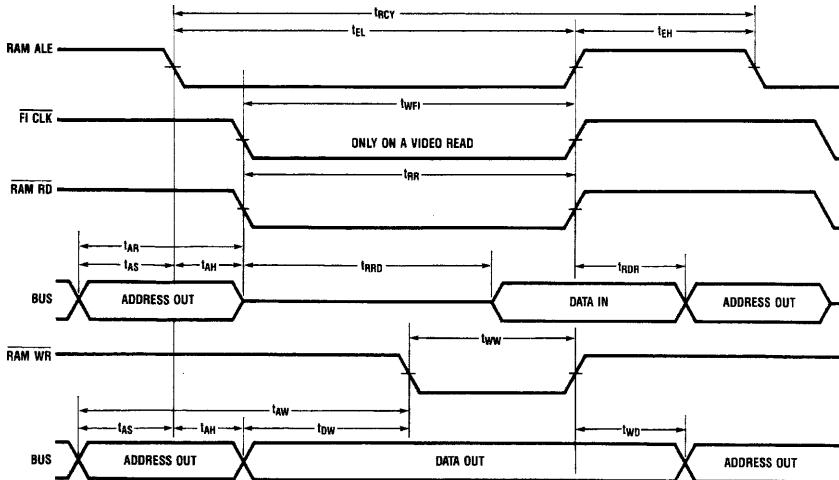 tRCY
tEL
tEH
RAM ALE
tWFI
FI CLK
ONLY ON A VIDEO READ
tRR
RAM RD
tAR
tAS
tAH
tRRD
tRDR
BUS
ADDRESS OUT
DATA IN
ADDRESS OUT
tWW
RAM WR
tAW
tAS
tAH
tDW
tWD
BUS
ADDRESS OUT
DATA OUT
ADDRESS OUT